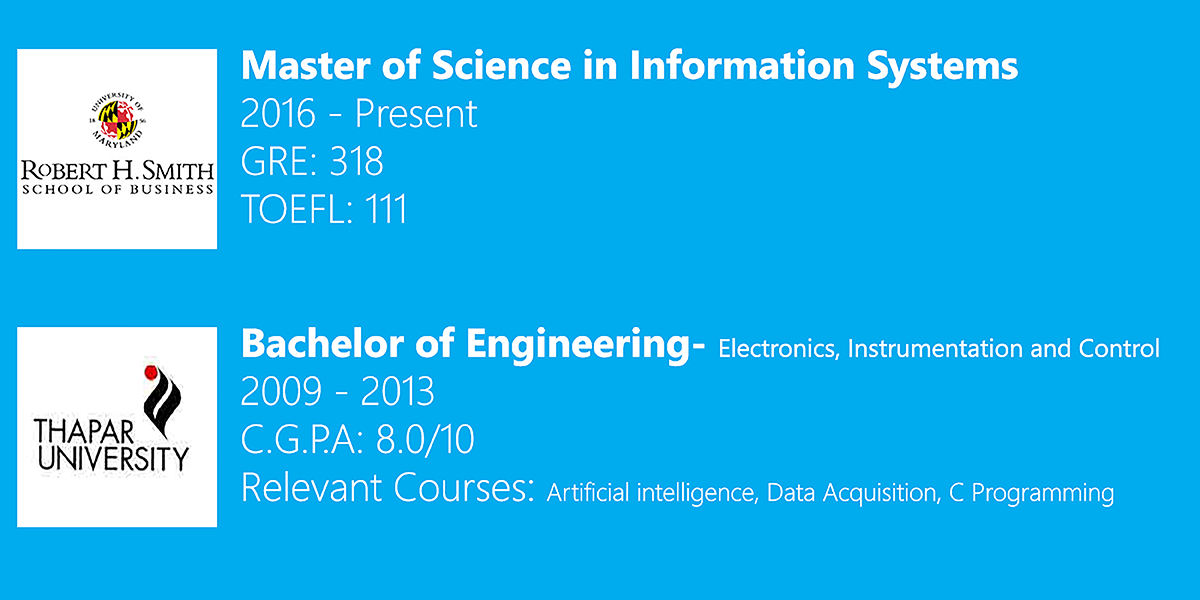 UNIVERSITY OF
18 56
MARYLAND
ROBERT H. SMITH
SCHOOL OF BUSINESS
Master of Science in Information Systems
2016 - Present
GRE: 318
TOEFL: 111
THAPAR
UNIVERSITY
Bachelor of Engineering- Electronics, Instrumentation and Control
2009 - 2013
C.G.P.A: 8.0/10
Relevant Courses: Artificial intelligence, Data Acquisition, C Programming